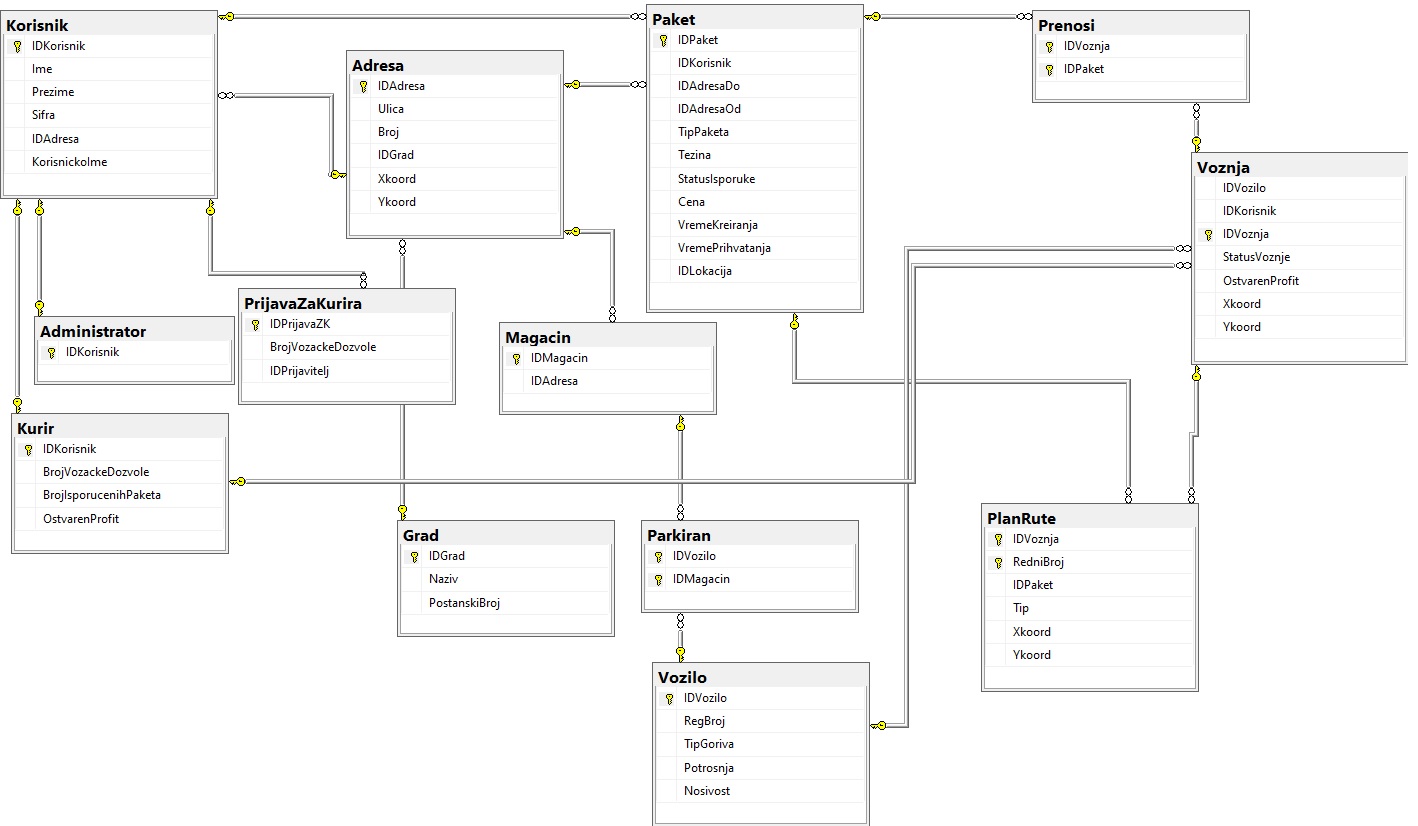 Korisnik
IDKorisnik
Ime
Prezime
Sifra
IDAdresa
KorisnickoIme
Adresa
IDAdresa
Ulica
Broj
IDGrad
Xkoord
Ykoord
Paket
IDPaket
IDKorisnik
IDAdresaDo
IDAdresaOd
TipPaketa
Tezina
StatusIsporuke
Cena
VremeKreiranja
VremePrihvatanja
IDLokacija
Prenosi
IDVoznja
IDPaket
Voznja
IDVozilo
IDKorisnik
IDVoznja
StatusVoznje
OstvarenProfit
Xkoord
Ykoord
Administrator
IDKorisnik
PrijavaZaKurira
IDPrijavaZK
BrojVozackeDozvole
IDPrijavitelj
Magacin
IDMagacin
IDAdresa
Kurir
IDKorisnik
BrojVozackeDozvole
BrojIsporucenihPaketa
OstvarenProfit
Grad
IDGrad
Naziv
PostanskiBroj
Parkiran
IDVozilo
IDMagacin
PlanRute
IDVoznja
RedniBroj
IDPaket
Tip
Xkoord
Ykoord
Vozilo
IDVozilo
RegBroj
TipGoriva
Potrosnja
Nosivost